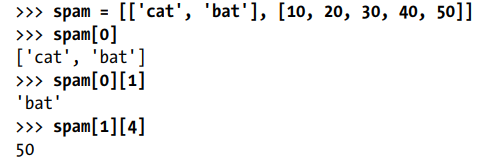 >>> spam = [['cat', 'bat'], [10, 20, 30, 40, 50]]
>>> spam[0]
['cat', 'bat']
>>> spam[0][1]
'bat'
>>> spam[1][4]
50